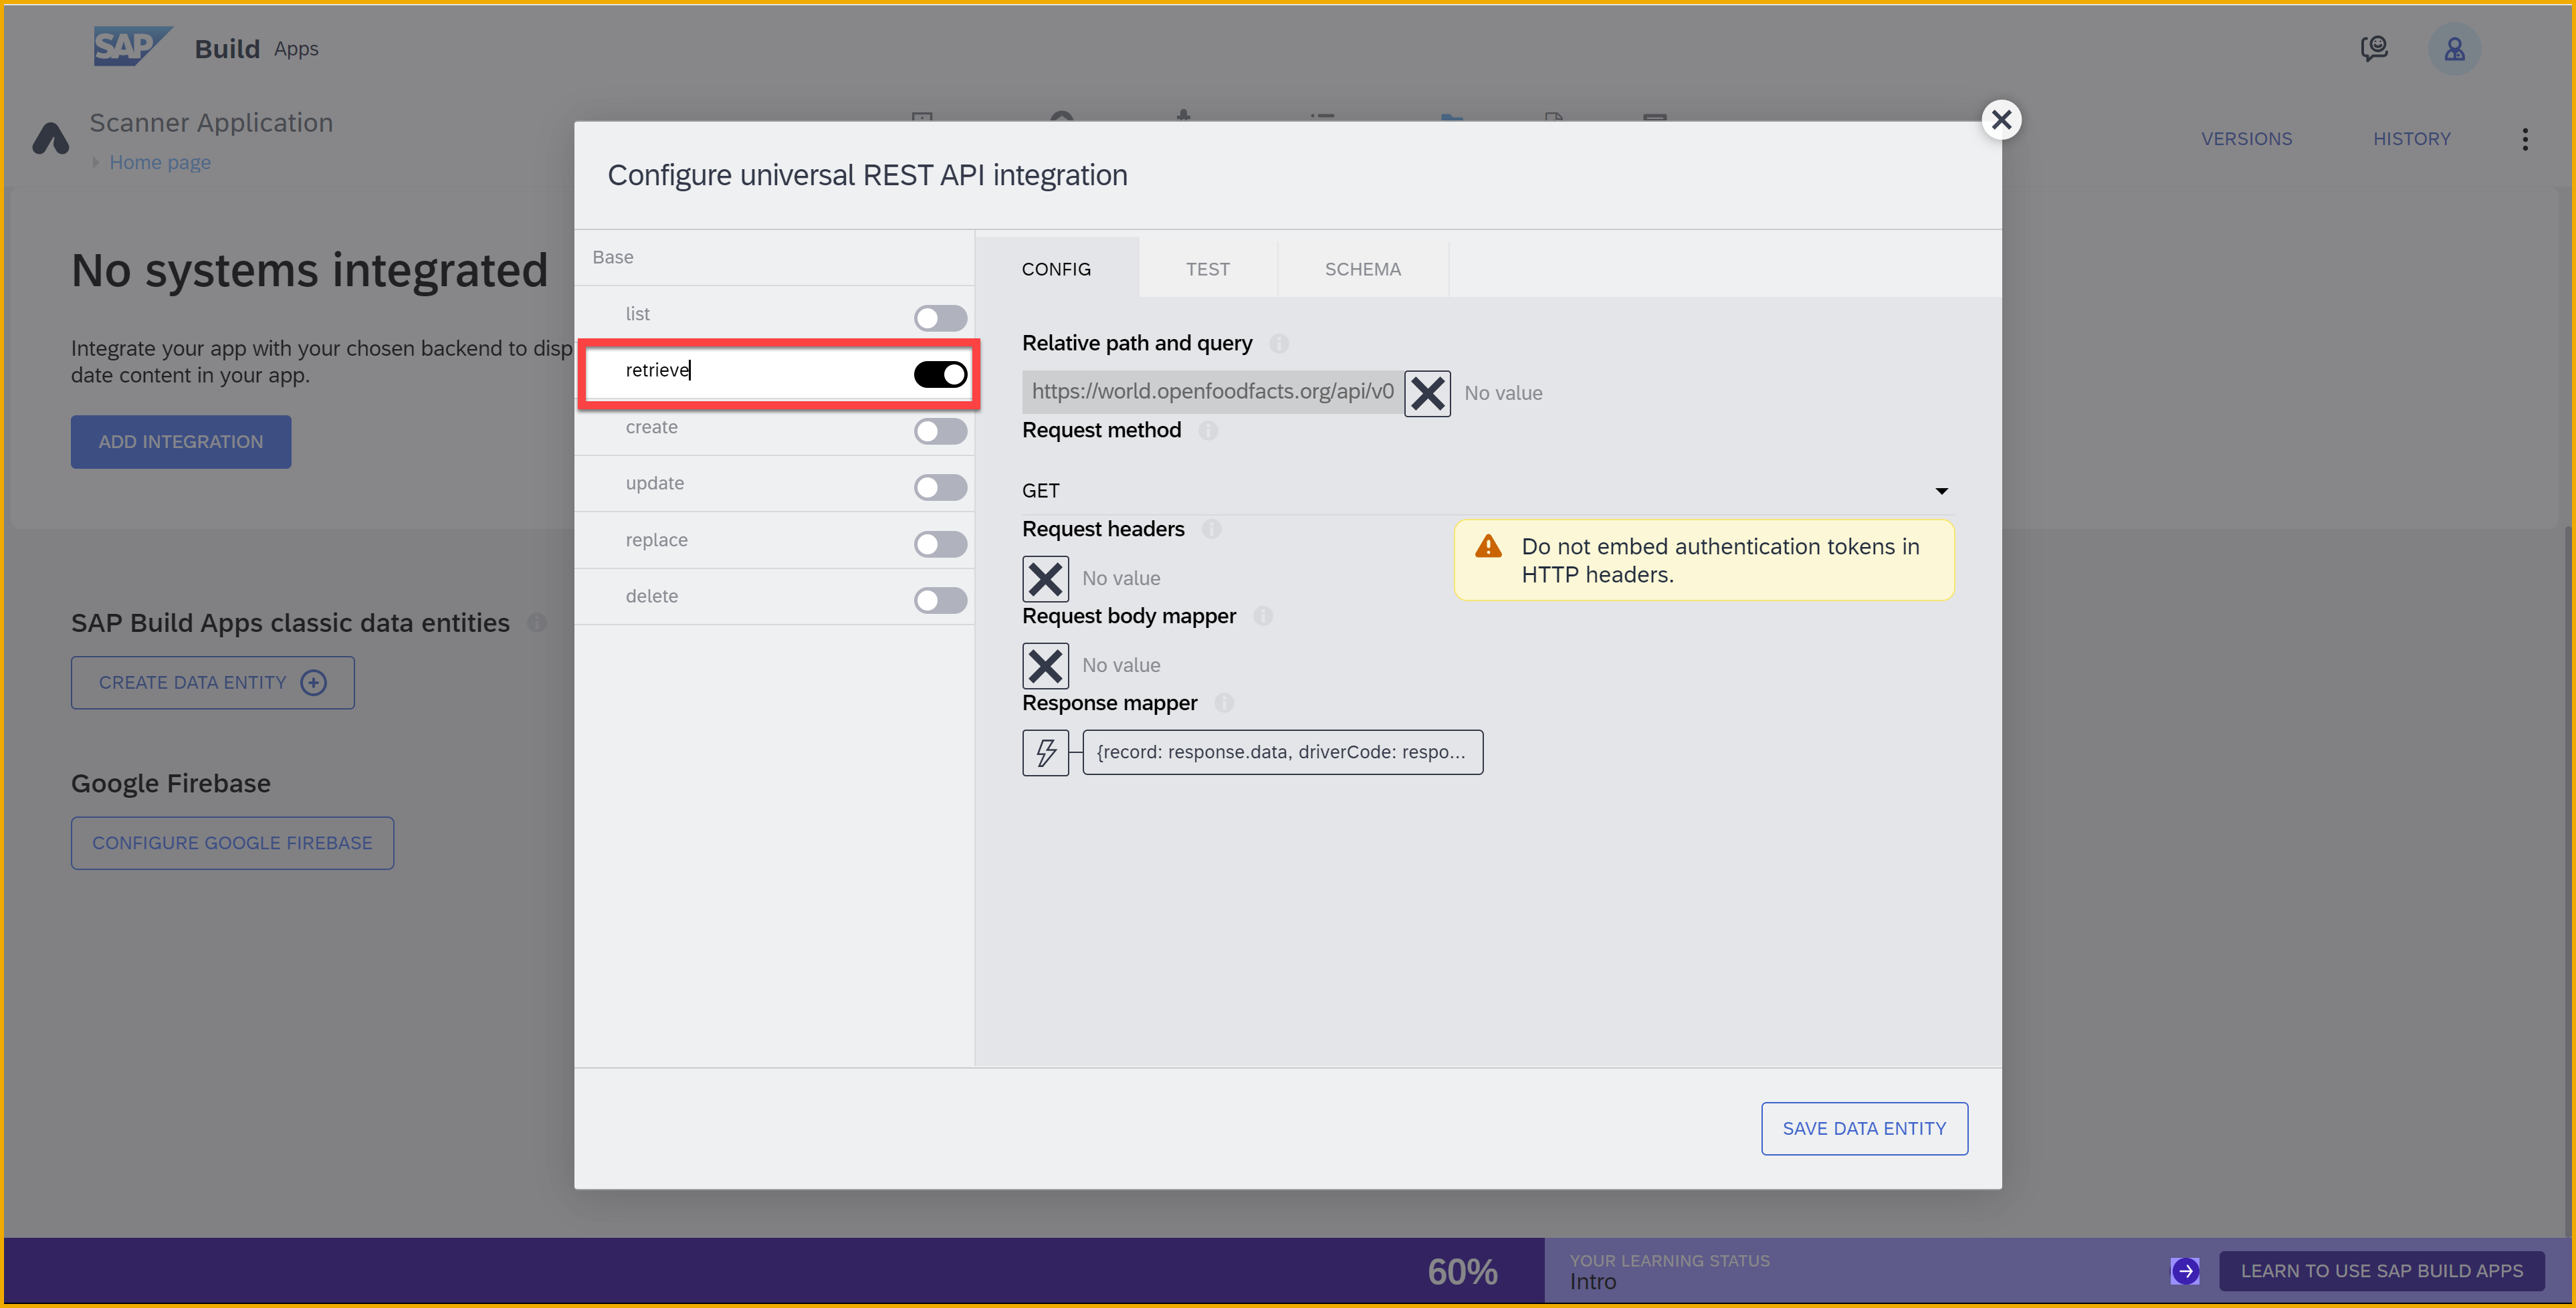 SAP Build Apps
Scanner Application
Home page
VERSIONS
HISTORY
No systems integrated
Integrate your app with your chosen backend to disp
date content in your app.
ADD INTEGRATION
SAP Build Apps classic data entities
CREATE DATA ENTITY
Google Firebase
CONFIGURE GOOGLE FIREBASE
Configure universal REST API integration
Base
list
retrieve
create
update
replace
delete
CONFIG
TEST
SCHEMA
Relative path and query
https://world.openfoodfacts.org/api/v0
No value
Request method
GET
Request headers
No value
Do not embed authentication tokens in
HTTP headers.
Request body mapper
No value
Response mapper
{record: response.data, driverCode: respo...
SAVE DATA ENTITY
60%
YOUR LEARNING STATUS
Intro
LEARN TO USE SAP BUILD APPS